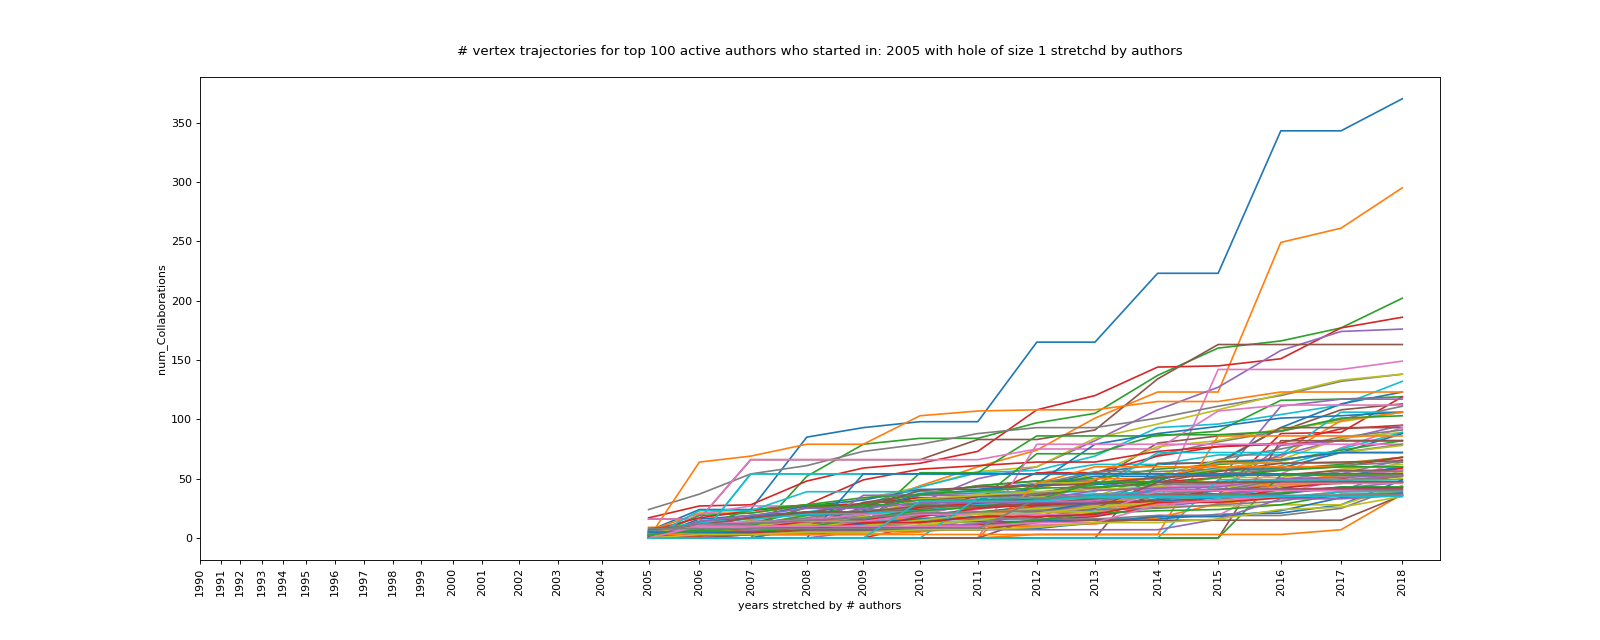 # vertex trajectories for top 100 active authors who started in: 2005 with hole of size 1 stretchd by authors
350
300
250
200
150
100
50
0
num_Collaborations
1990 1991 1992 1993 1994 1995 1996 1997 1998 1999 2000 2001 2002 2003 2004 2005 2006 2007 2008 2009 2010 2011 2012 2013 2014 2015 2016 2017 2018
years stretched by # authors